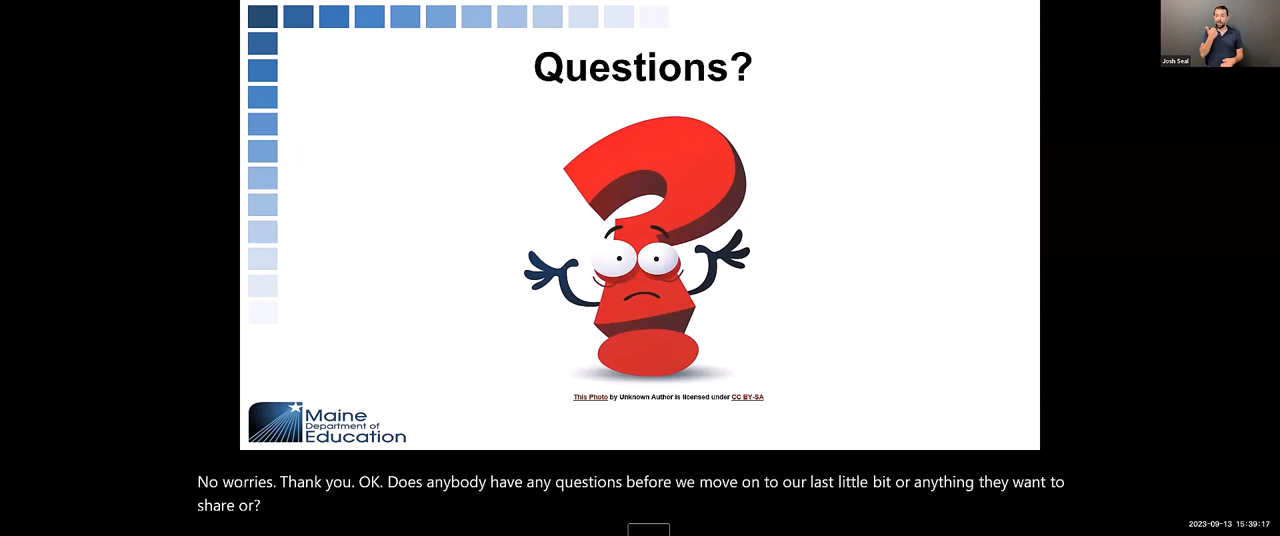 Questions?
Josh Seal
This Photo by Unknown Author is licensed under CC BY-SA
Maine
Department of
Education
No worries. Thank you. OK. Does anybody have any questions before we move on to our last little bit or anything they want to
share or?
2023-09-13 15:39:17